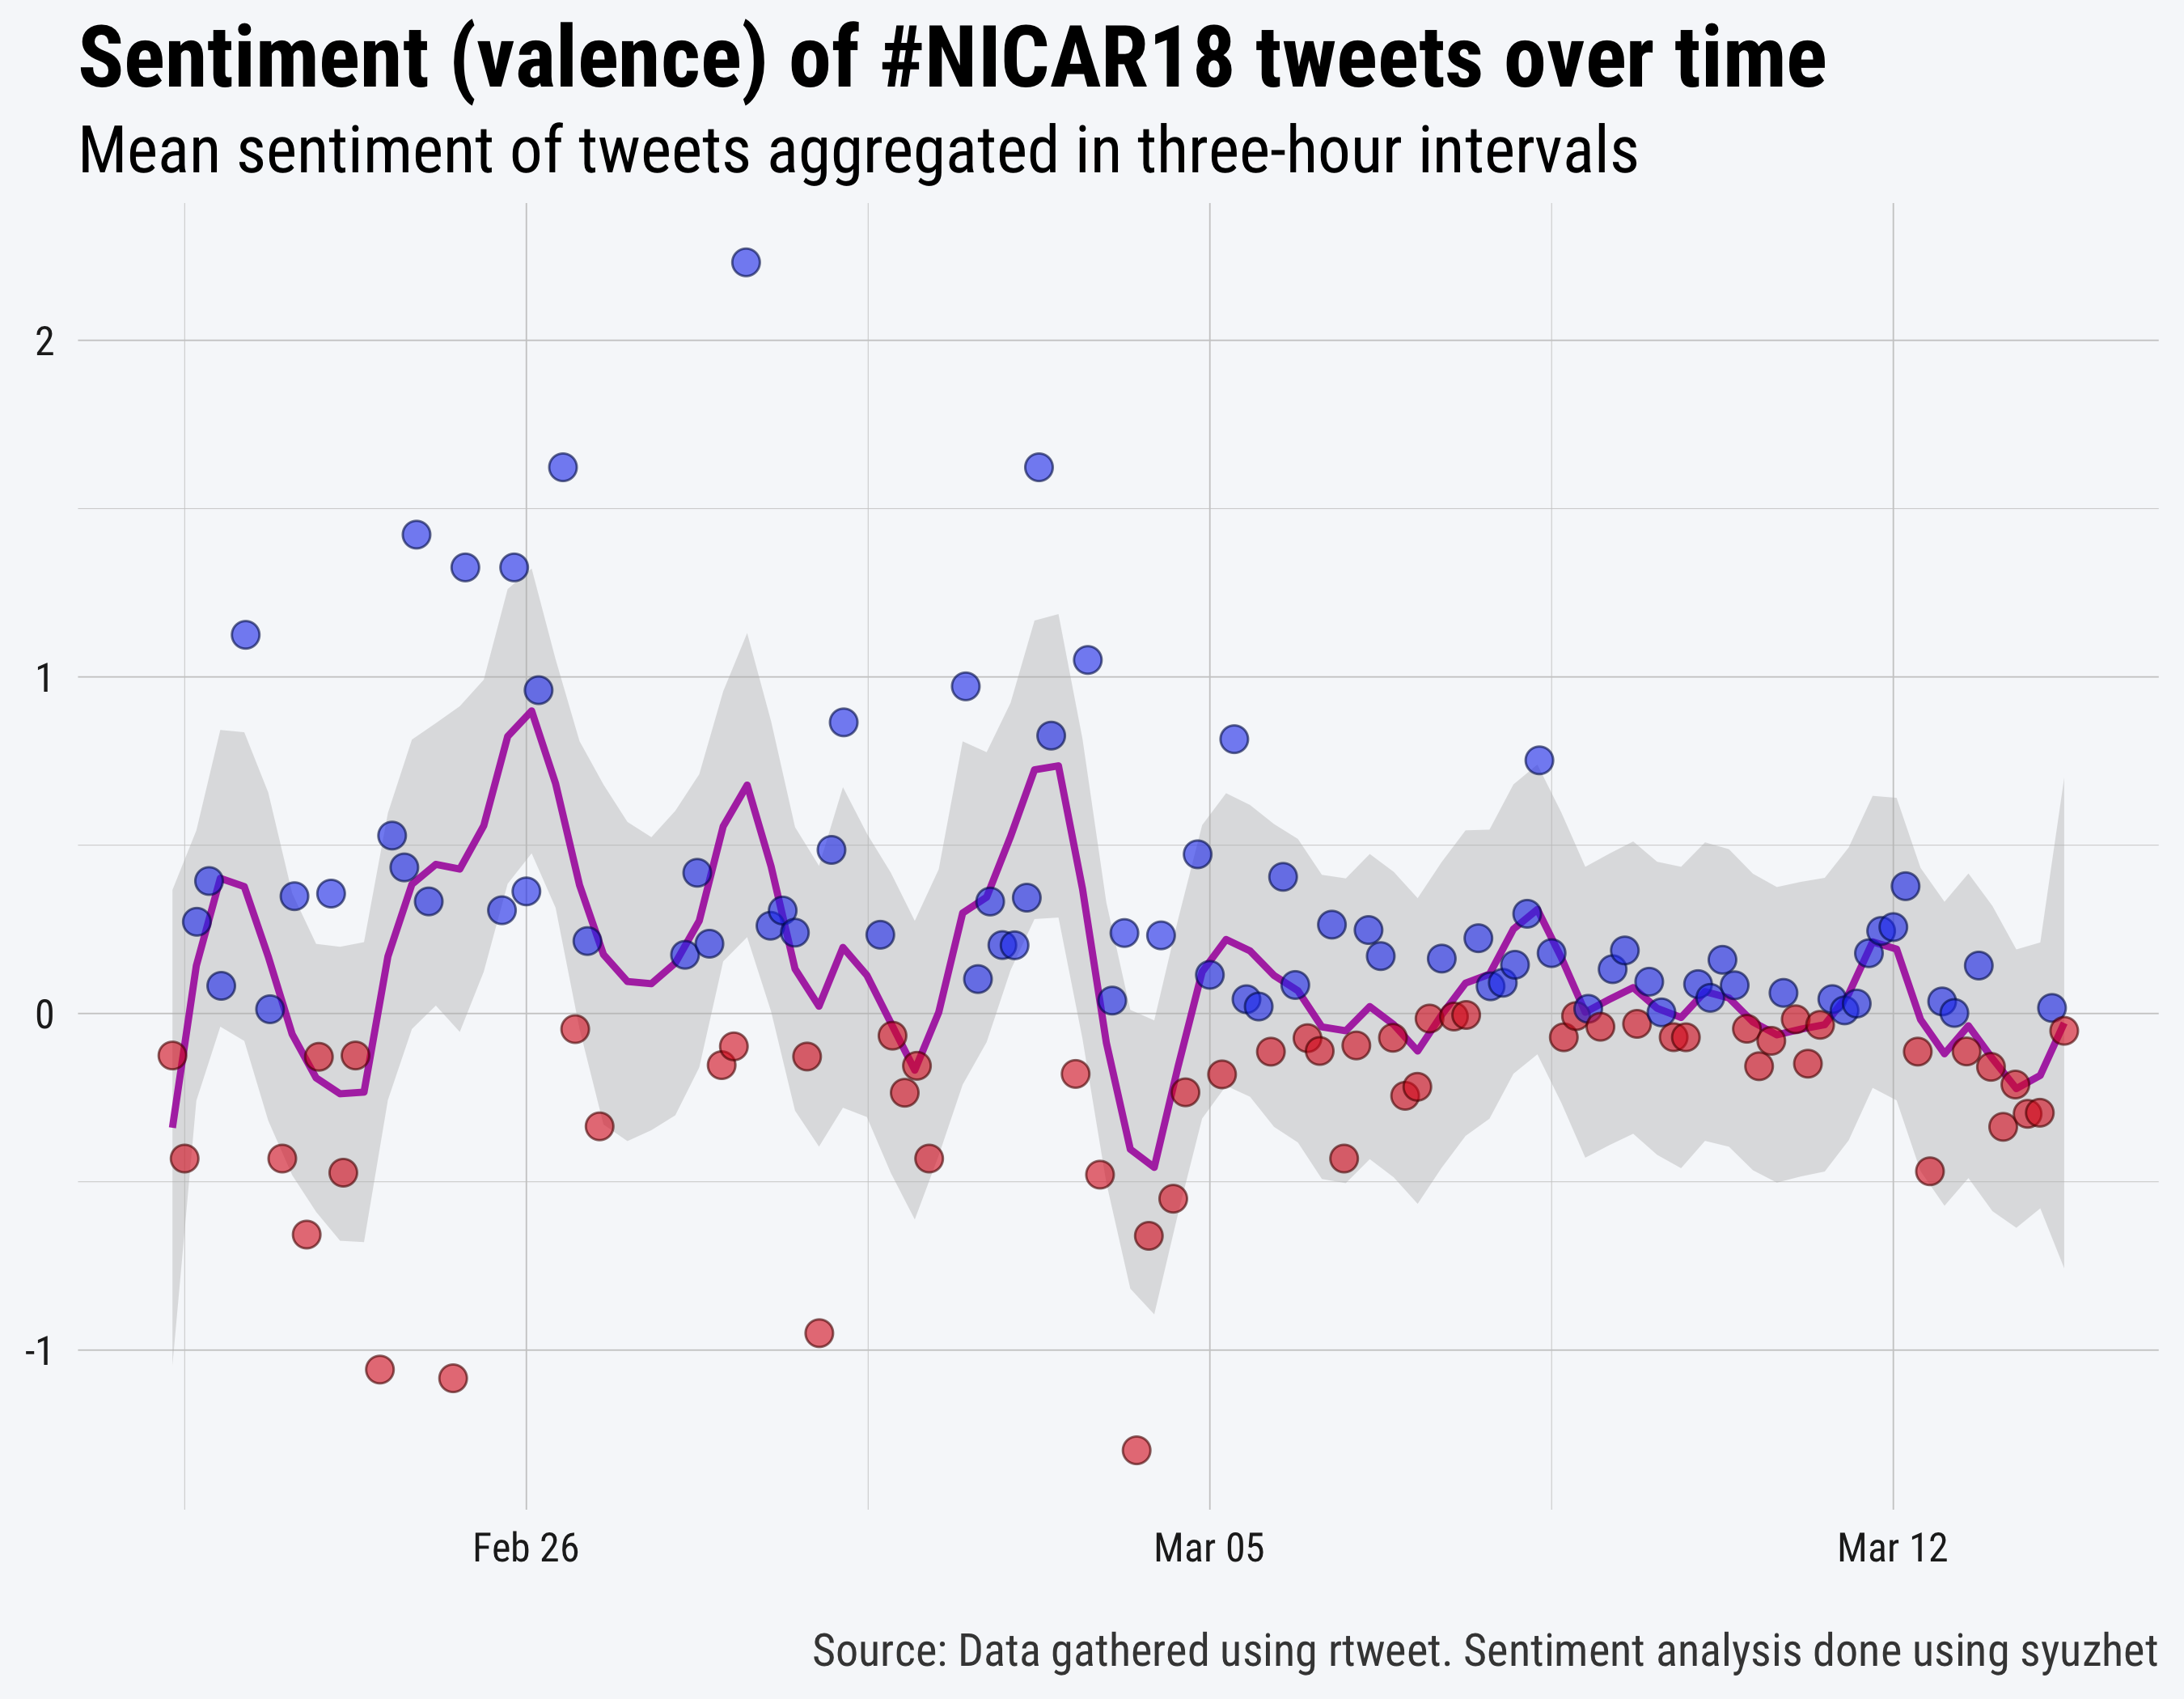 Sentiment (valence) of #NICAR18 tweets over time
Mean sentiment of tweets aggregated in three-hour intervals
2
1
0
-1
Feb 26
Mar 05
Mar 12
Source: Data gathered using rtweet. Sentiment analysis done using syuzhet